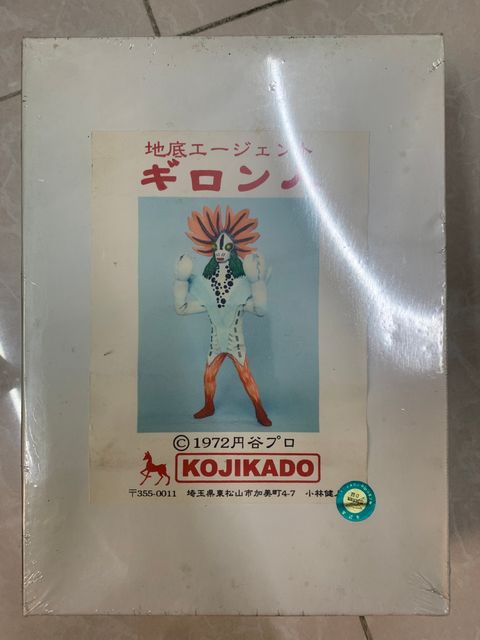 地底エージェント
ギロン人
©1972円谷プロ
KOJIKADO
〒355-0011 埼玉県東松山市加美町4-7 小林健